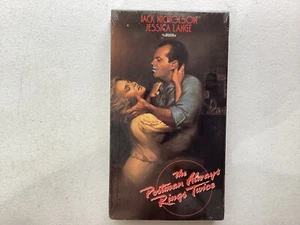 JACK NICHOLSON
JESSICA LANGE
The
Postman Always
Rings Twice